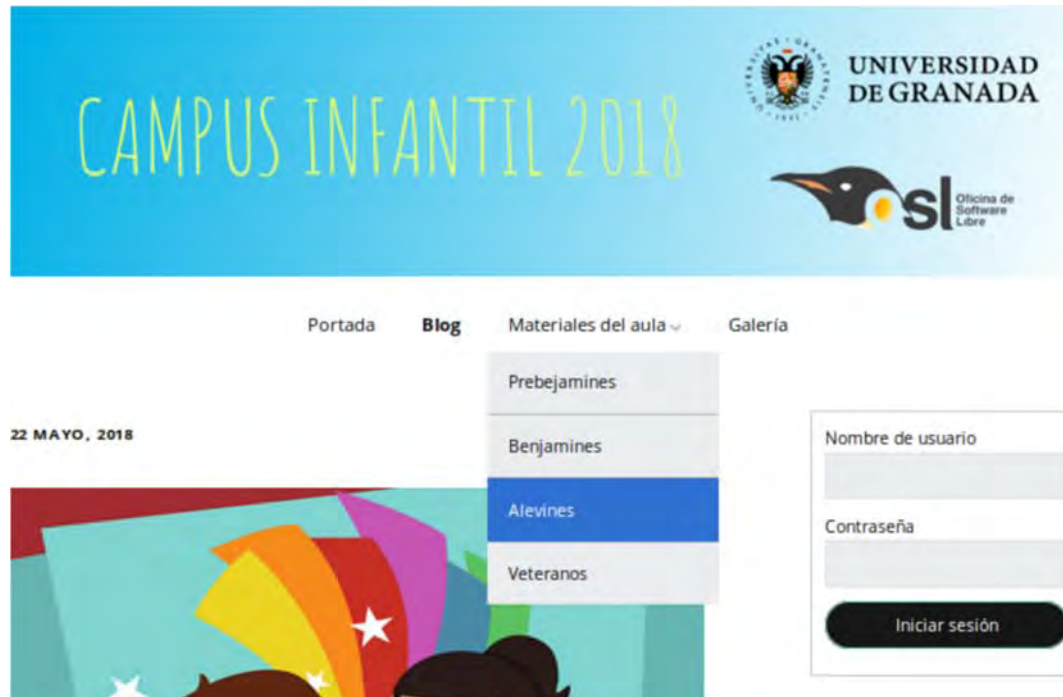 CAMPUS INFANTIL 2018
UNIVERSIDAD
DE GRANADA
osl
Oficina de
Software
Libre
Portada
Blog
Materiales del aula
Galería
Prebejamines
Benjamines
Alevines
Veteranos
22 MAYO, 2018
Nombre de usuario
Contraseña
Iniciar sesión